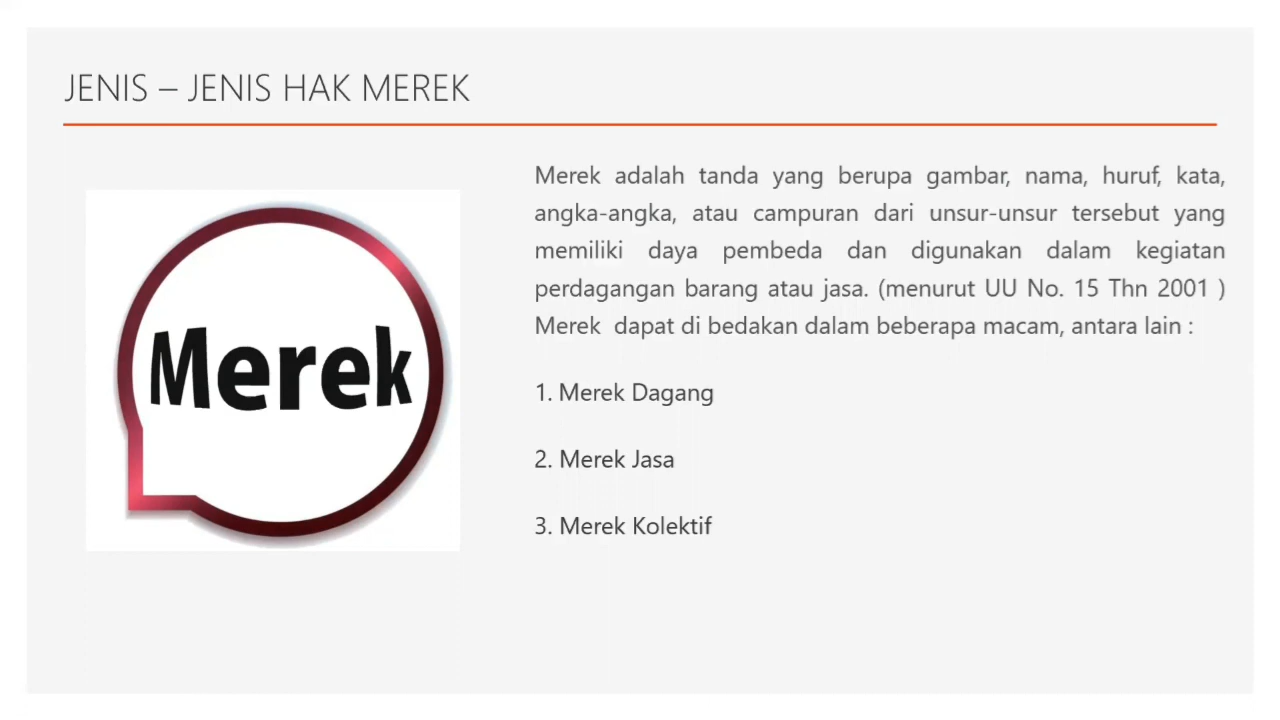 JENIS – JENIS HAK MEREK
Merek
Merek adalah tanda yang berupa gambar, nama, huruf, kata,
angka-angka, atau campuran dari unsur-unsur tersebut yang
memiliki daya pembeda dan digunakan dalam kegiatan
perdagangan barang atau jasa. (menurut UU No. 15 Thn 2001 )
Merek  dapat di bedakan dalam beberapa macam, antara lain :
1. Merek Dagang
2. Merek Jasa
3. Merek Kolektif